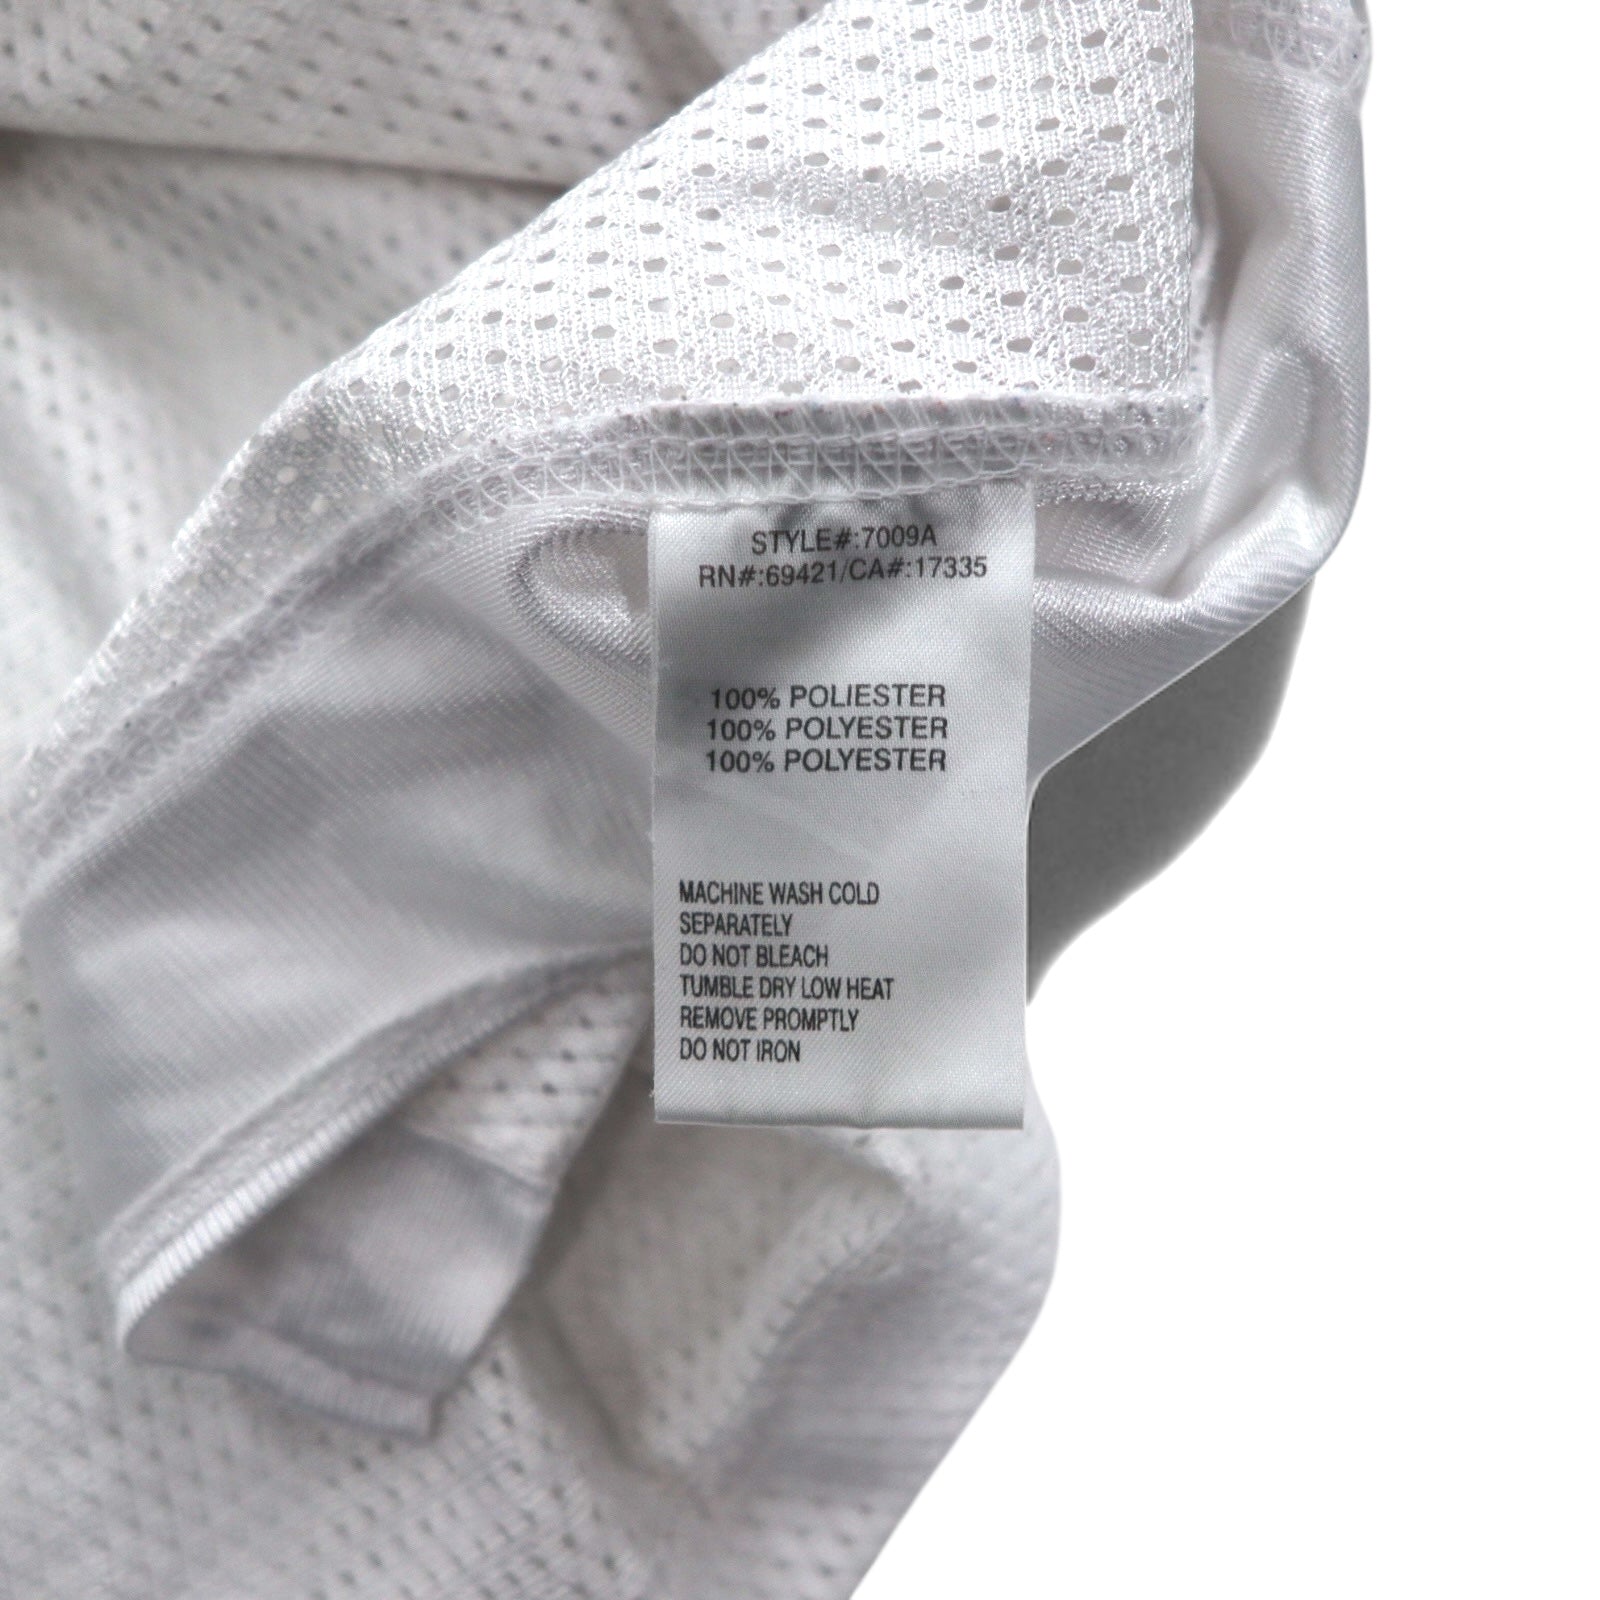 STYLE#:7009A
RN#:69421/CA#:17335
100% POLIESTER
100% POLYESTER
100% POLYESTER
MACHINE WASH COLD
SEPARATELY
DO NOT BLEACH
TUMBLE DRY LOW HEAT
REMOVE PROMPTLY
DO NOT IRON